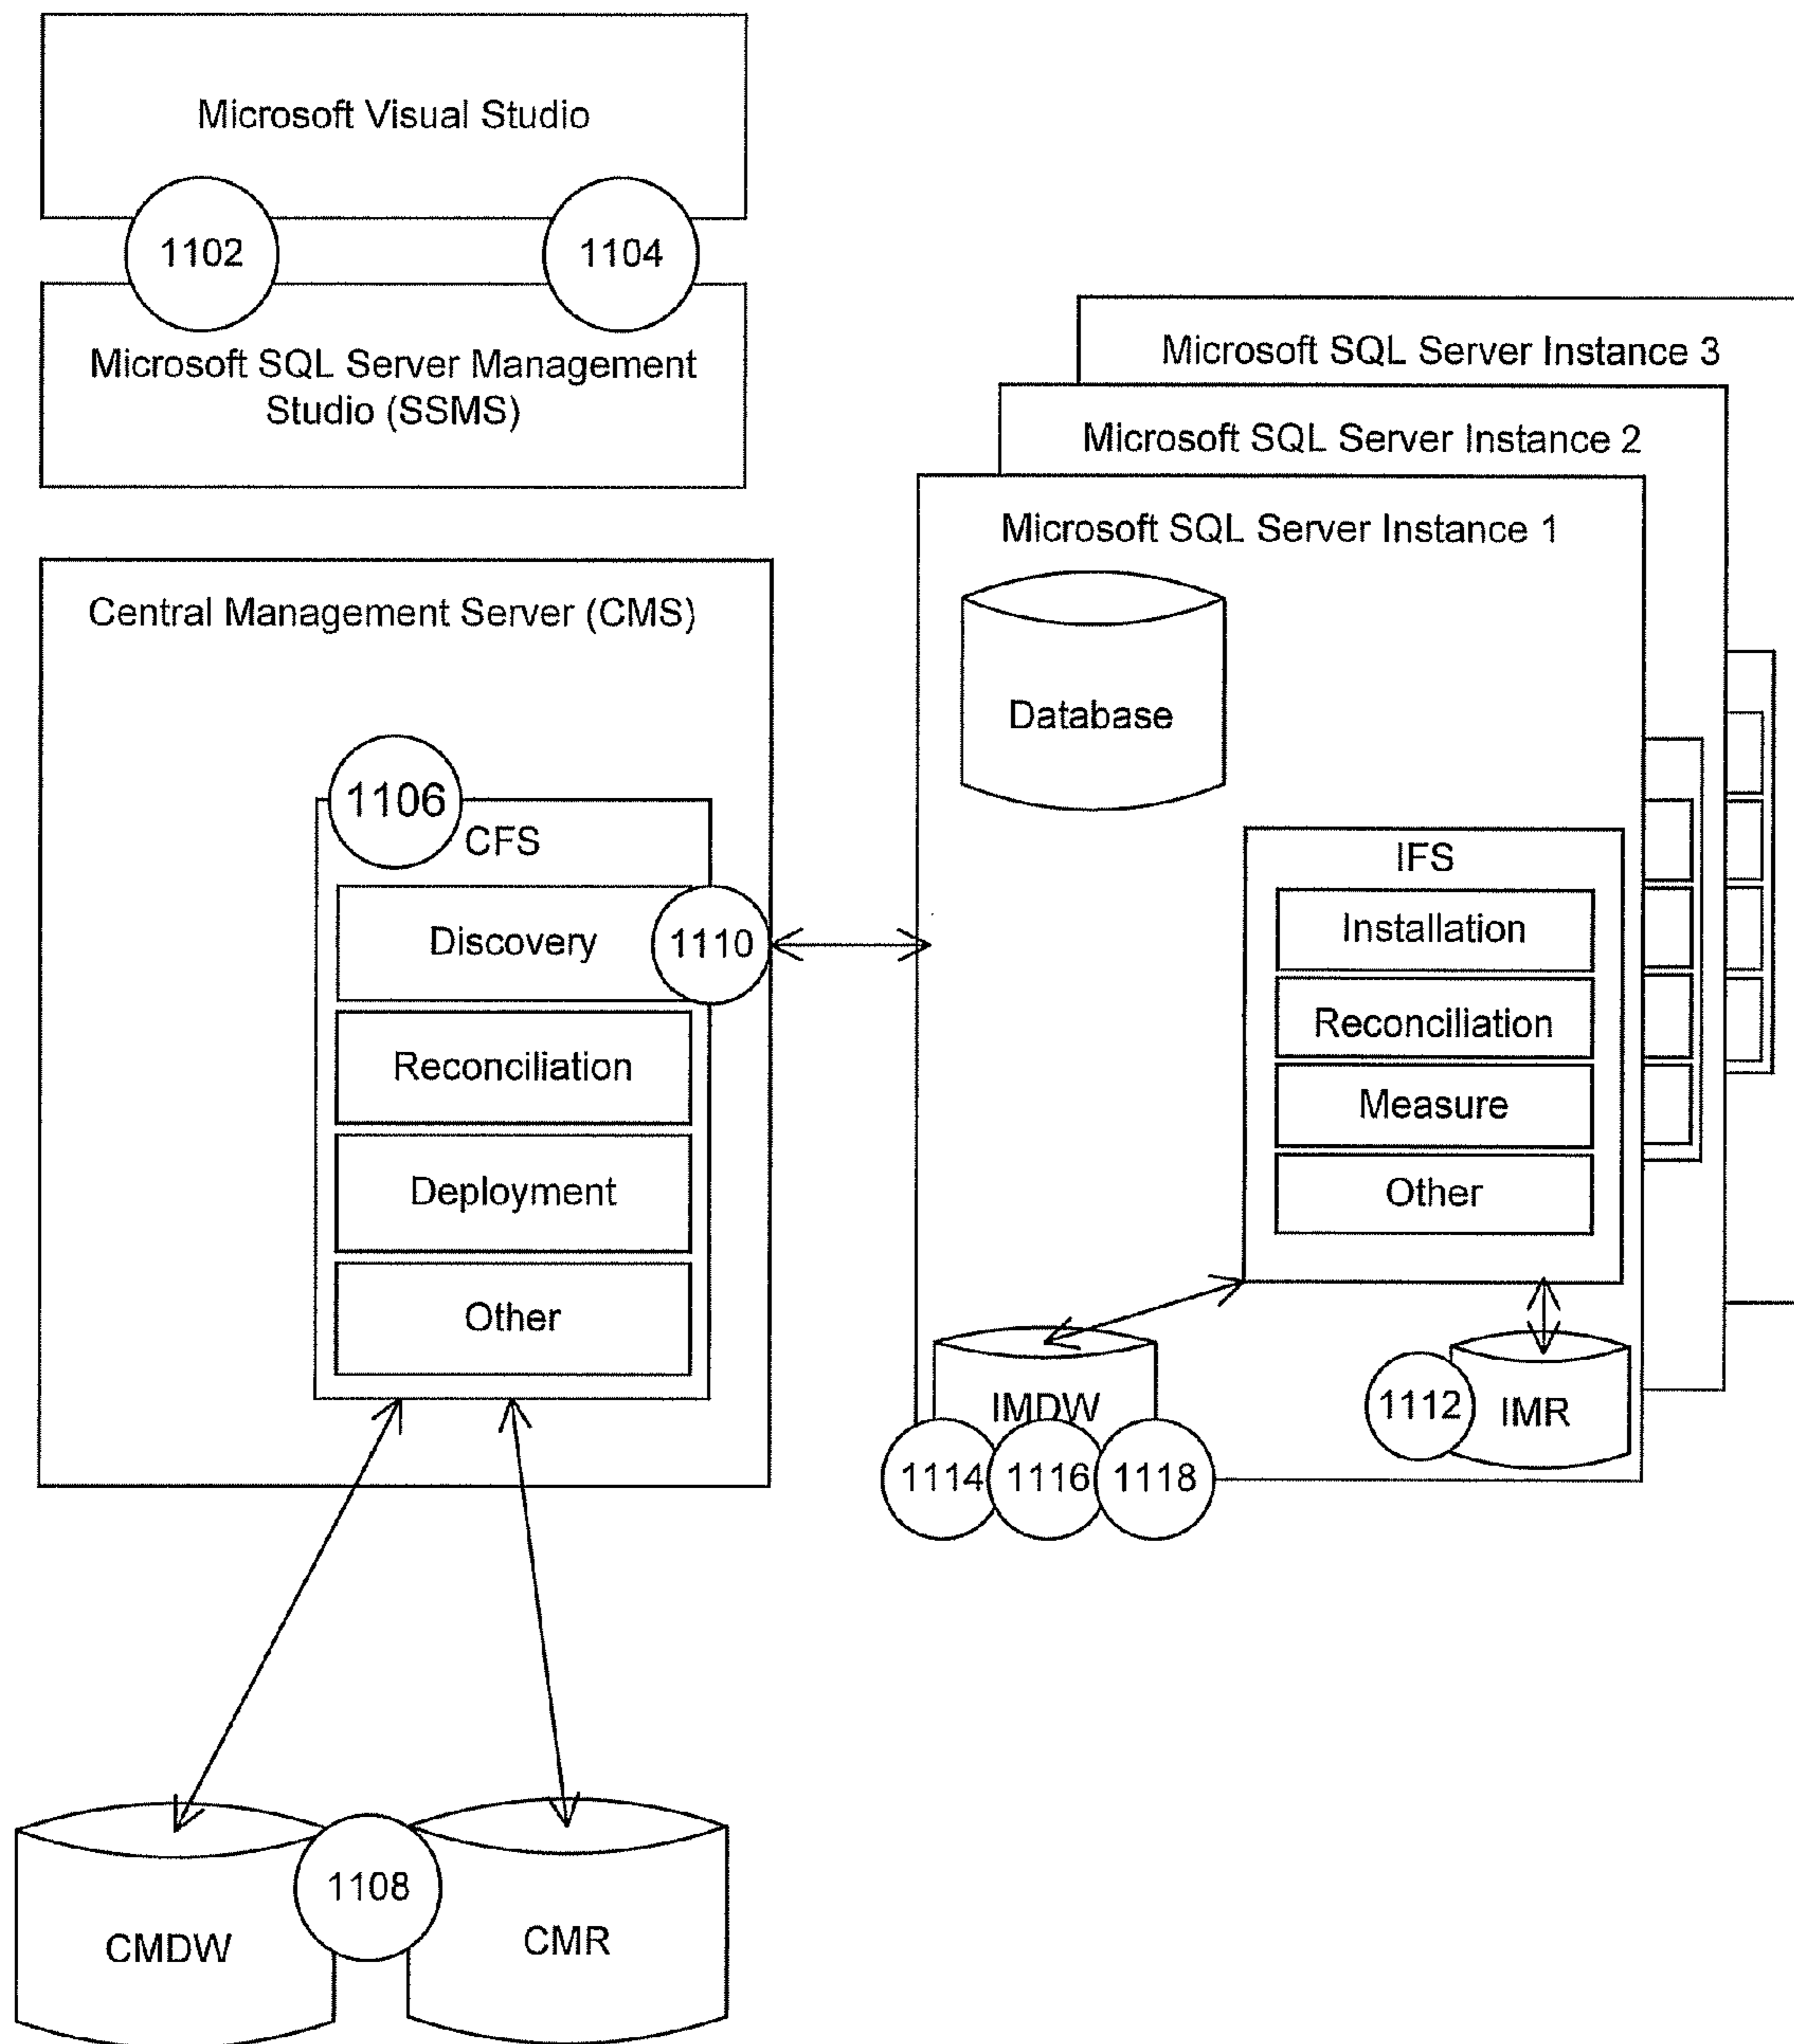 Microsoft Visual Studio
1102
1104
Microsoft SQL Server Management
Studio (SSMS)
Microsoft SQL Server Instance 3
Microsoft SQL Server Instance 2
Microsoft SQL Server Instance 1
Database
IFS
Installation
Reconciliation
Measure
Other
IMDW
1114
1116
1118
1112
IMR
Central Management Server (CMS)
1106
CFS
Discovery
1110
Reconciliation
Deployment
Other
CMDW
1108
CMR